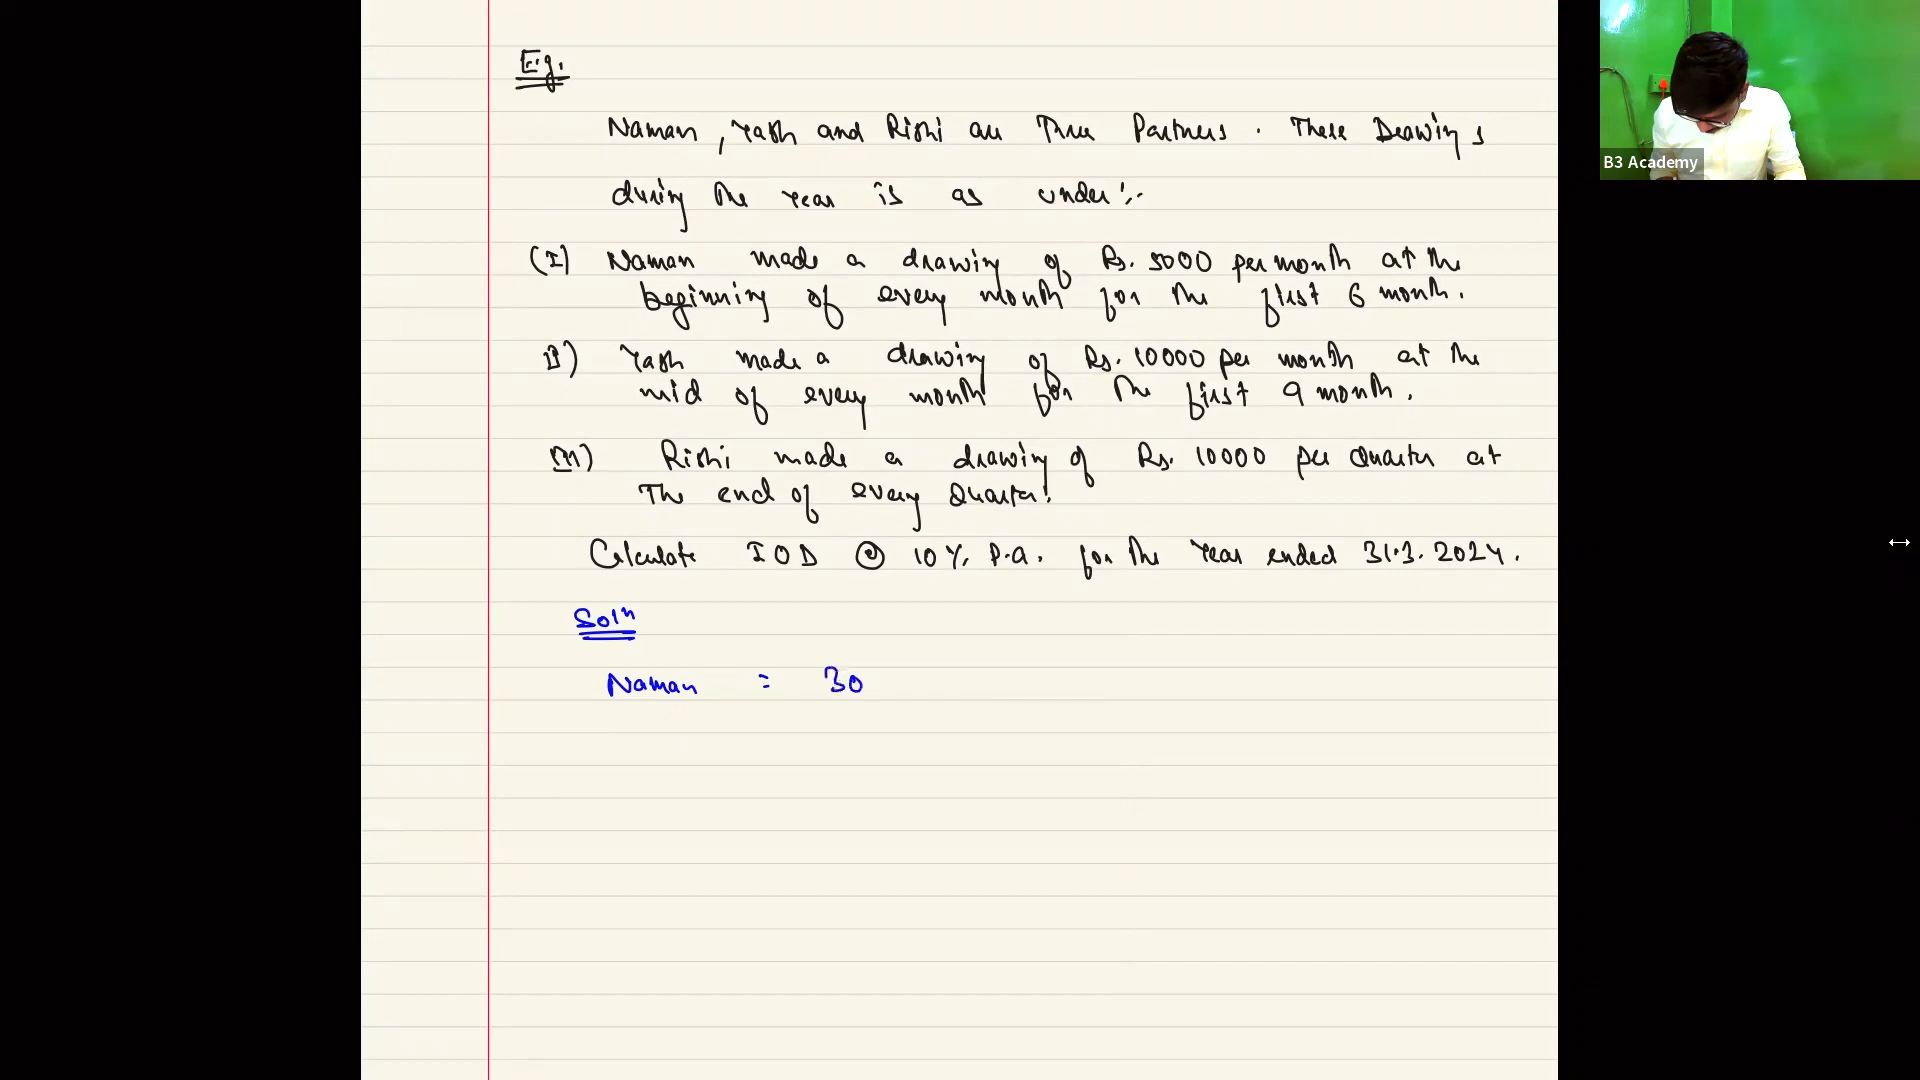 E.g.
Naman, Yash and Rishi are Three Partners. There Drawings
during the year is as under:-
(I) Naman made a drawing of Rs. 5000 per month at the
beginning of every month for the first 6 month.
II) Yash made a drawing of Rs. 10000 per month at the
mid of every month for the first 9 month.
III) Rishi made a drawing of Rs. 10000 per Quarter at
The end of every Quarter.
Calculate IOD @ 10% P.a. for the Year ended 31.3.2024.
Soln
Naman = 30
B3 Academy